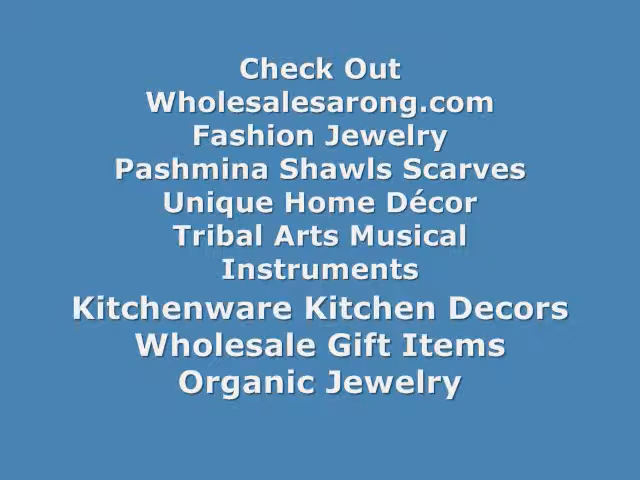 Check Out
Wholesalesarong.com
Fashion Jewelry
Pashmina Shawls Scarves
Unique Home Décor
Tribal Arts Musical
Instruments
Kitchenware Kitchen Decors
Wholesale Gift Items
Organic Jewelry